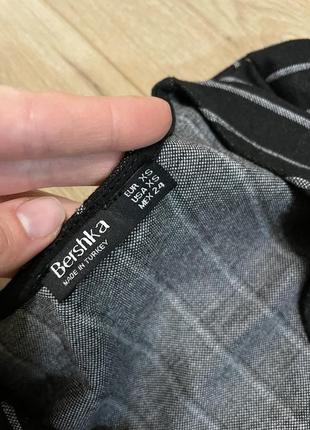 Bershka
MADE IN TURKEY
EUR XS
USA XS
MEX 24